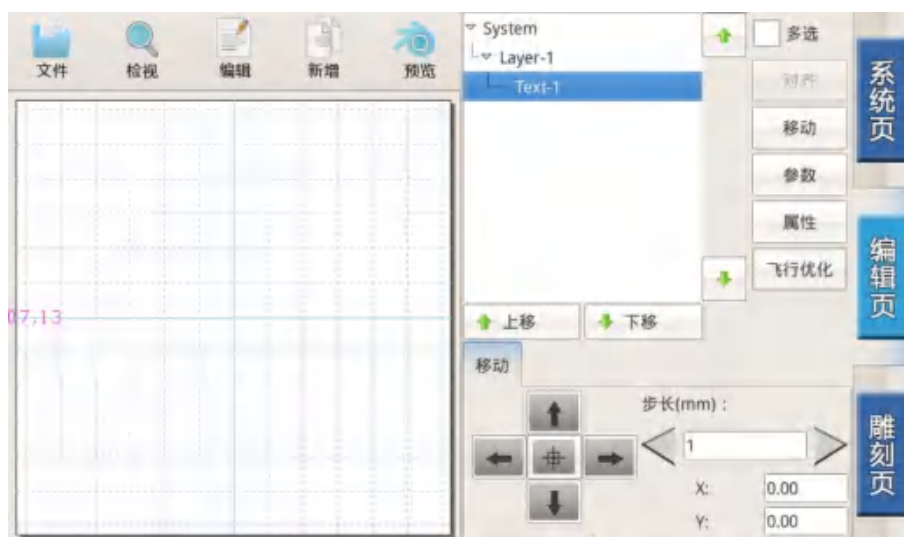 文件 检视 编辑 新增 预览
System
Layer-1
Text-1
多选
对齐
移动
参数
属性
飞行优化
07,13
上移 下移
移动
步长(mm) :
1
X: 0.00
Y: 0.00
系统页
编辑页
雕刻页